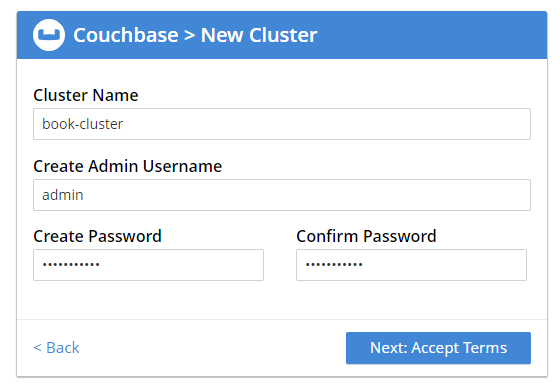 Couchbase > New Cluster
Cluster Name
book-cluster
Create Admin Username
admin
Create Password Confirm Password
••••••••••• •••••••••••
< Back Next: Accept Terms